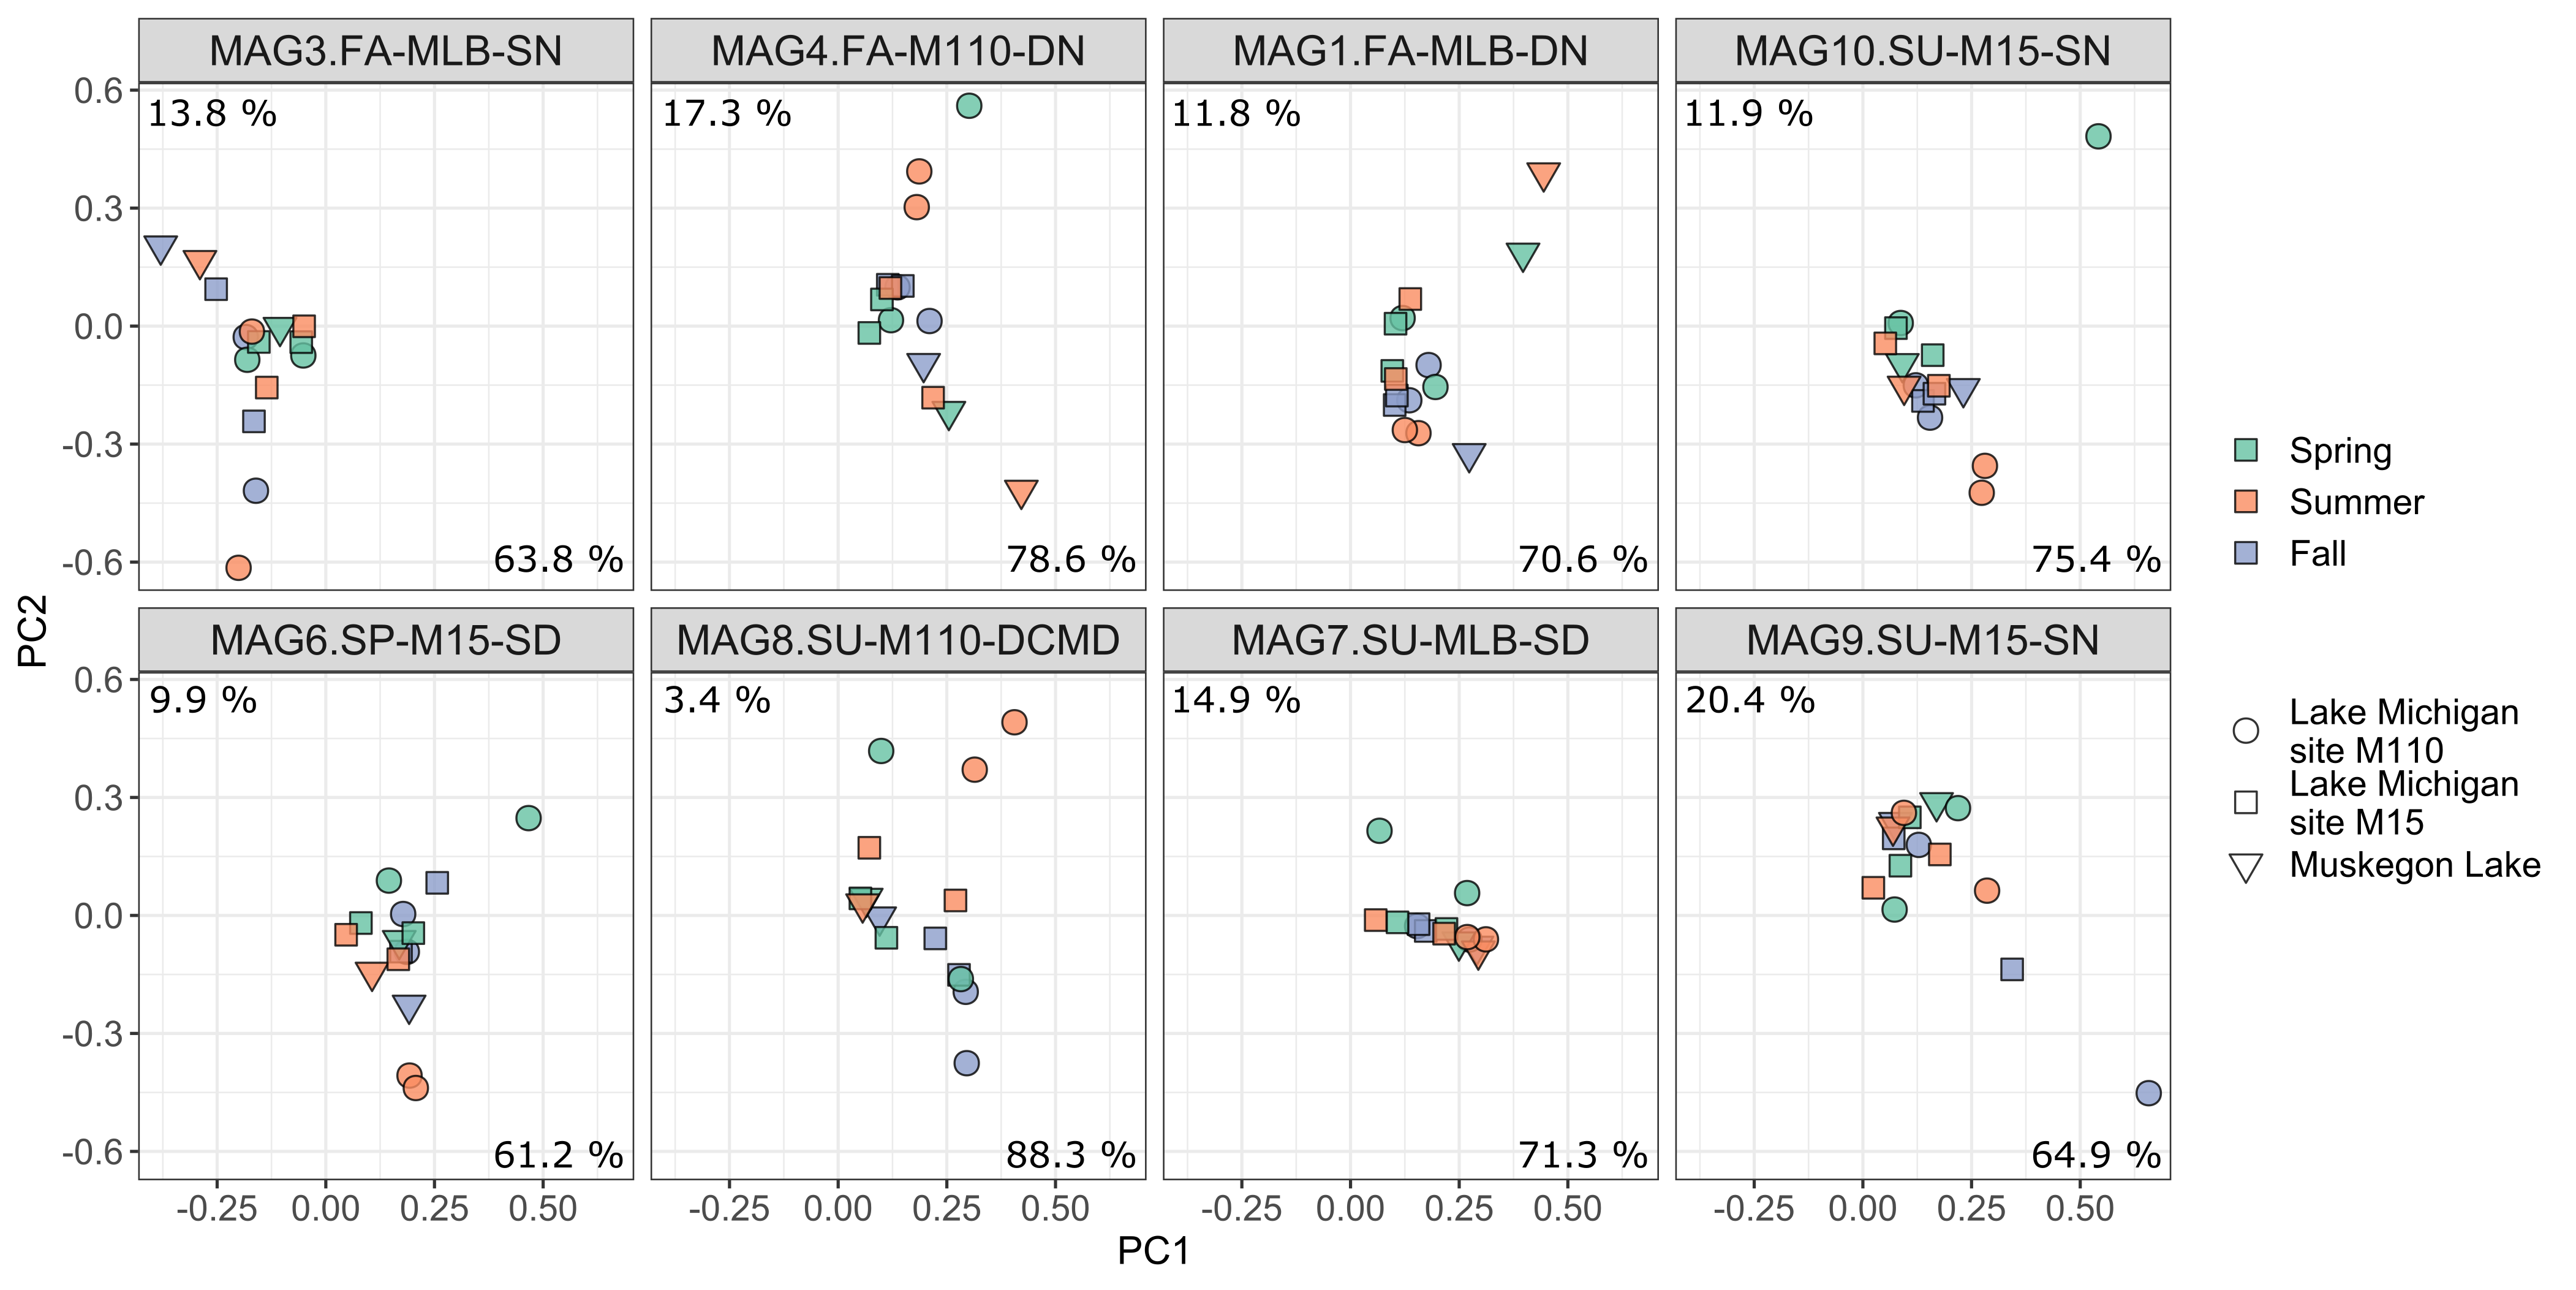 MAG3.FA-MLB-SN
MAG4.FA-M110-DN
MAG1.FA-MLB-DN
MAG10.SU-M15-SN
0.6
0.3
0.0
-0.3
-0.6
13.8 %
63.8 %
17.3 %
78.6 %
11.8 %
70.6 %
11.9 %
75.4 %
MAG6.SP-M15-SD
MAG8.SU-M110-DCMD
MAG7.SU-MLB-SD
MAG9.SU-M15-SN
0.6
0.3
0.0
-0.3
-0.6
9.9 %
61.2 %
3.4 %
88.3 %
14.9 %
71.3 %
20.4 %
64.9 %
-0.25 0.00 0.25 0.50
-0.25 0.00 0.25 0.50
-0.25 0.00 0.25 0.50
-0.25 0.00 0.25 0.50
PC1
PC2
Spring
Summer
Fall
Lake Michigan
site M110
Lake Michigan
site M15
Muskegon Lake